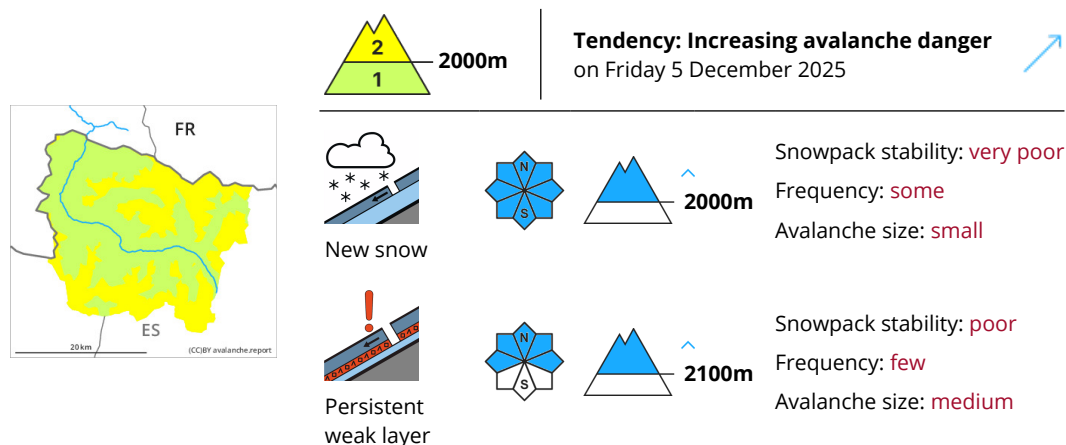 2
1
2000m
Tendency: Increasing avalanche danger
on Friday 5 December 2025
FR
ES
20 km
(CC)BY avalanche.report
New snow
N
S
2000m
Snowpack stability: very poor
Frequency: some
Avalanche size: small
Persistent
weak layer
N
S
2100m
Snowpack stability: poor
Frequency: few
Avalanche size: medium